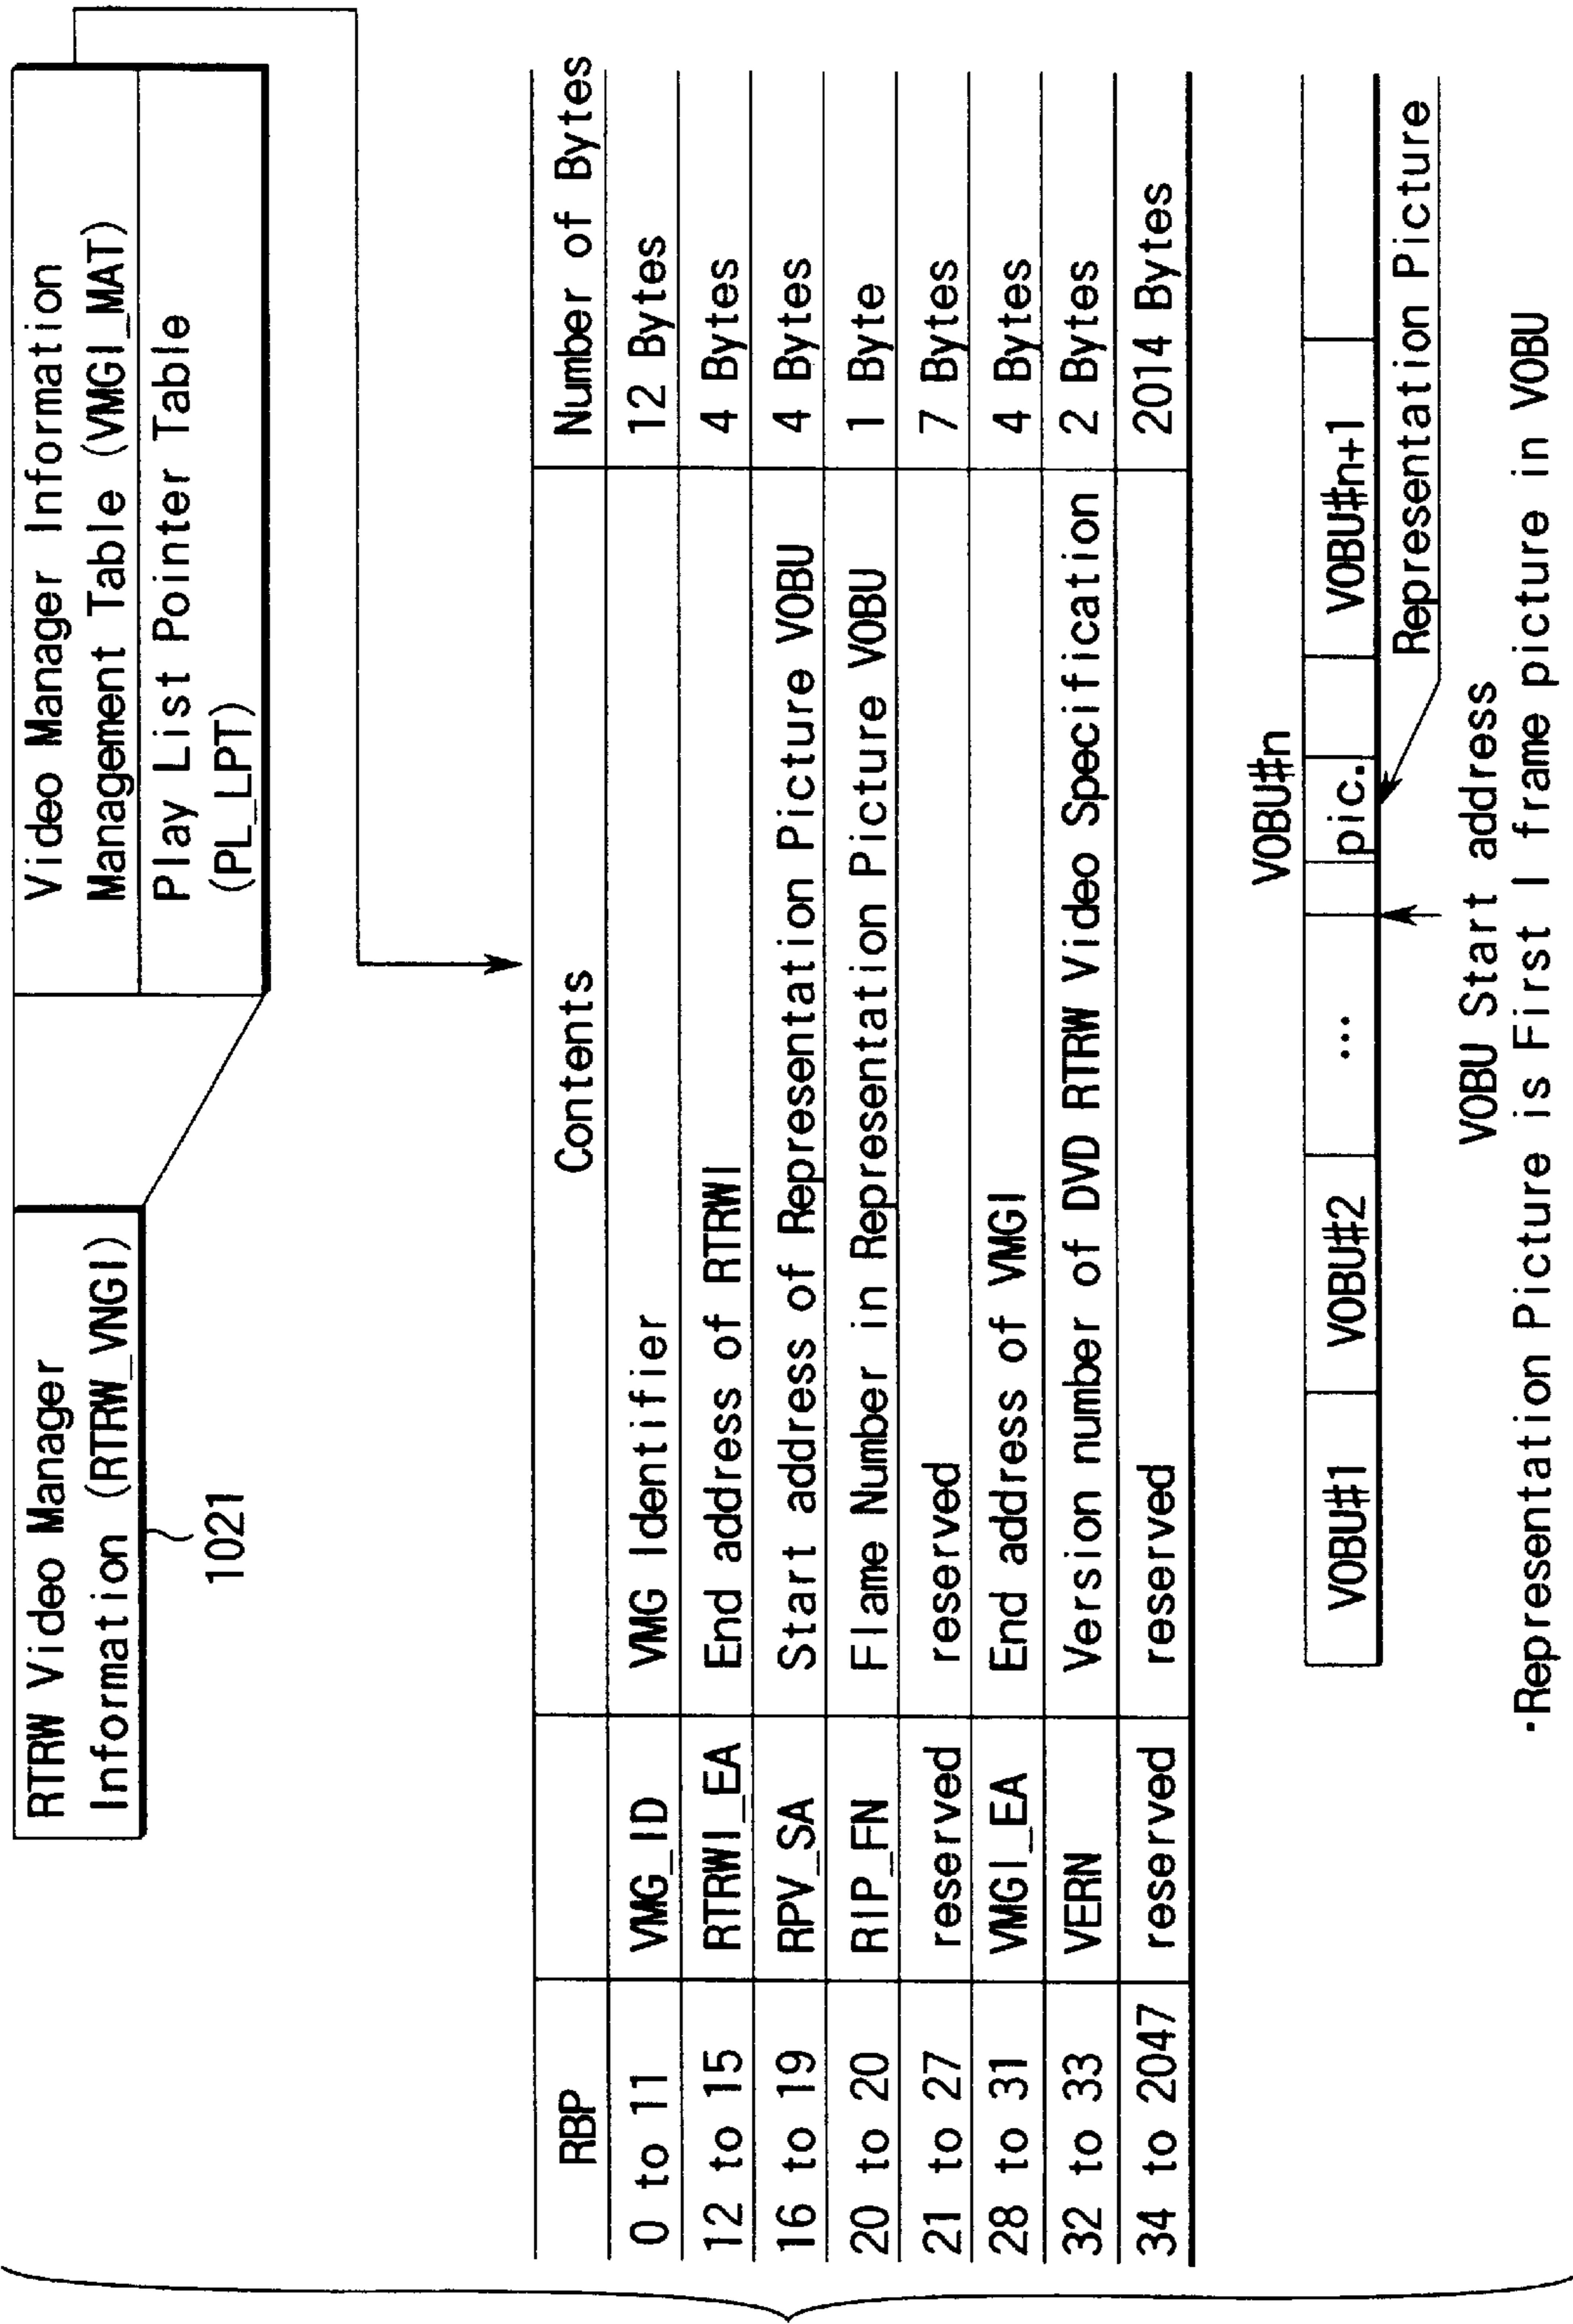 RTRW Video Manager
Information (RTRW_VNGI)
1021
Video Manager Information
Management Table (VMGI_MAT)
Play List Pointer Table
(PL_LPT)
RBP Contents Number of Bytes
0 to 11 VMG_ID VMG Identifier 12 Bytes
12 to 15 RTRWI_EA End address of RTRWI 4 Bytes
16 to 19 RPV_SA Start address of Representation Picture VOBU 4 Bytes
20 to 20 RIP_FN Flame Number in Representation Picture VOBU 1 Byte
21 to 27 reserved reserved 7 Bytes
28 to 31 VMGI_EA End address of VMGI 4 Bytes
32 to 33 VERN Version number of DVD RTRW Video Specification 2 Bytes
34 to 2047 reserved reserved 2014 Bytes
VOBU#n
VOBU#1 VOBU#2 ... pic. VOBU#n+1
Representation Picture
VOBU Start address
·Representation Picture is First I frame picture in VOBU